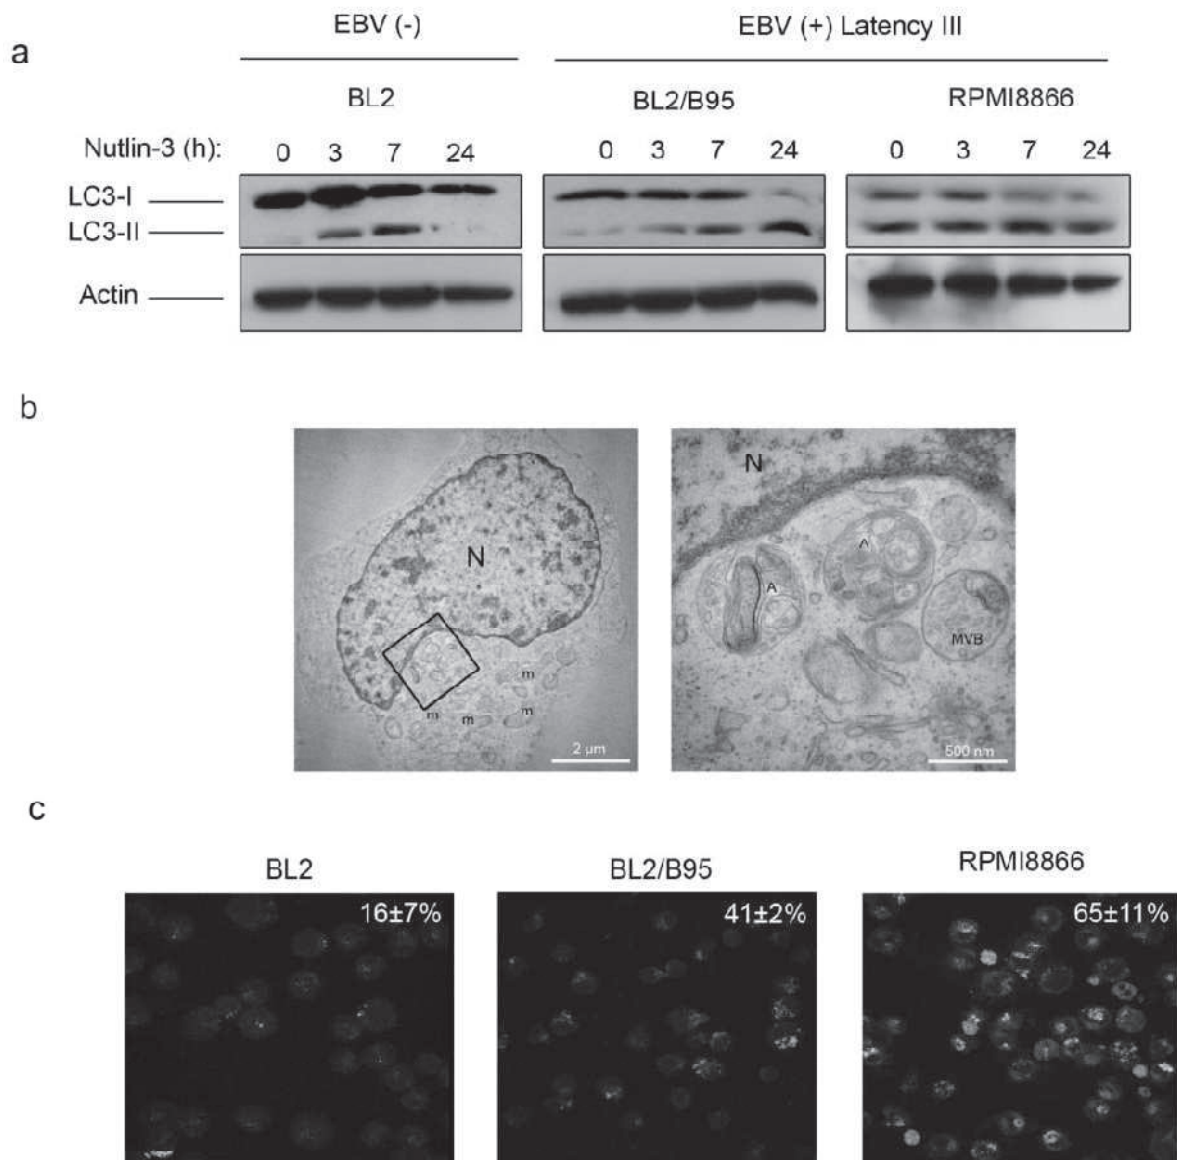 a
EBV (-)
EBV (+) Latency III
BL2
BL2/B95
RPMI8866
Nutlin-3 (h):
0 3 7 24
0 3 7 24
0 3 7 24
LC3-I
LC3-II
Actin
b
N
m
m
m
m
2 µm
N
A
A
MVB
500 nm
c
BL2
BL2/B95
RPMI8866
16±7%
41±2%
65±11%